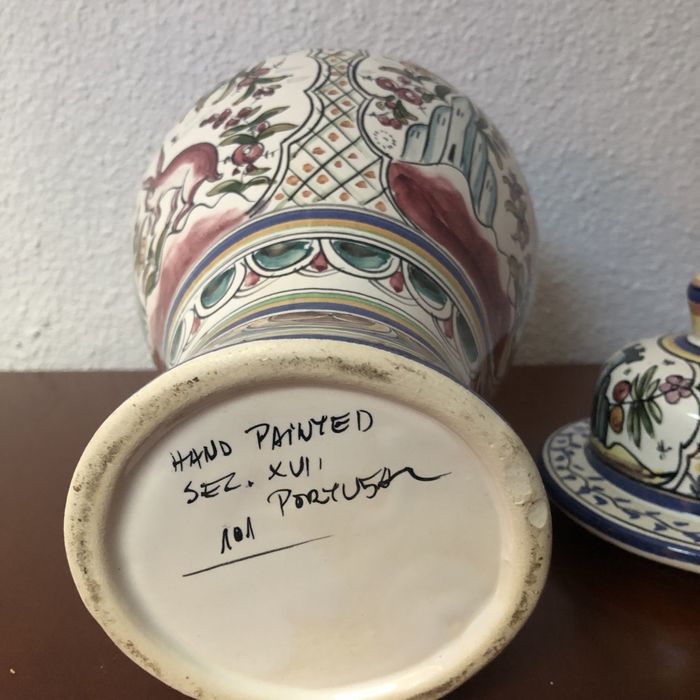 HAND PAINTED
SEC. XVII
101 PORTUGAL